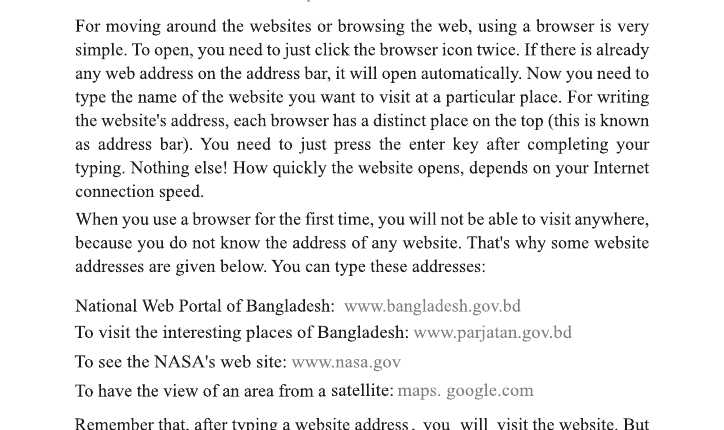 For moving around the websites or browsing the web, using a browser is very
simple. To open, you need to just click the browser icon twice. If there is already
any web address on the address bar, it will open automatically. Now you need to
type the name of the website you want to visit at a particular place. For writing
the website's address, each browser has a distinct place on the top (this is known
as address bar). You need to just press the enter key after completing your
typing. Nothing else! How quickly the website opens, depends on your Internet
connection speed.
When you use a browser for the first time, you will not be able to visit anywhere,
because you do not know the address of any website. That's why some website
addresses are given below. You can type these addresses:
National Web Portal of Bangladesh: www.bangladesh.gov.bd
To visit the interesting places of Bangladesh: www.parjatan.gov.bd
To see the NASA's web site: www.nasa.gov
To have the view of an area from a satellite: maps. google.com
Remember that, after typing a website address, you will visit the website. But